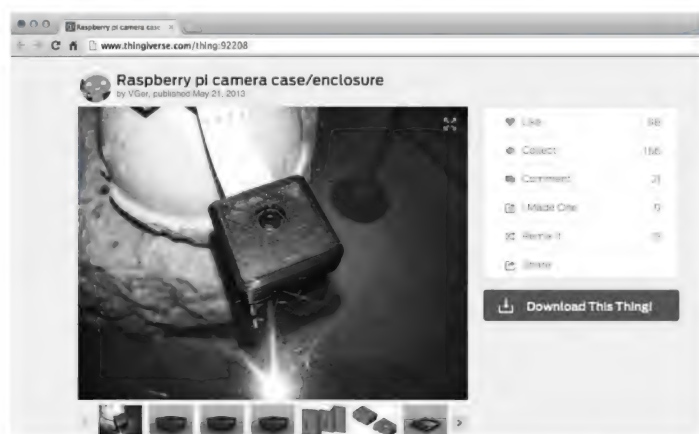 Raspberry pi camera case
www.thingiverse.com/thing:92208
Raspberry pi camera case/enclosure
by VGer, published May 21, 2013
Like
Collect
Comment 21
I Made One
Remix It
Share
Download This Thing!